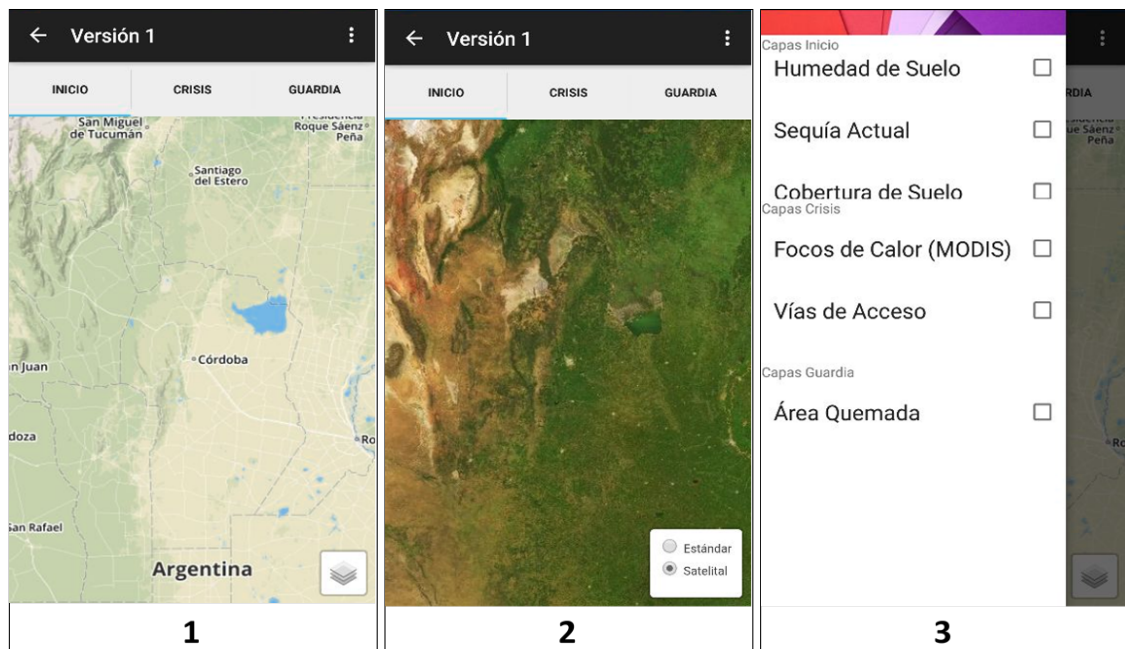 Versión 1
INICIO CRISIS GUARDIA
San Miguel
de Tucumán
Presidencia
Roque Sáenz
Peña
Santiago
del Estero
Córdoba
n Juan
doza
Ro
San Rafael
Argentina
1
Versión 1
INICIO CRISIS GUARDIA
Estándar
Satelital
2
Capas Inicio
Humedad de Suelo
Sequía Actual
Cobertura de Suelo
Capas Crisis
Focos de Calor (MODIS)
Vías de Acceso
Capas Guardia
Área Quemada
RDIA
ue Sáenz
Peña
Ro
3